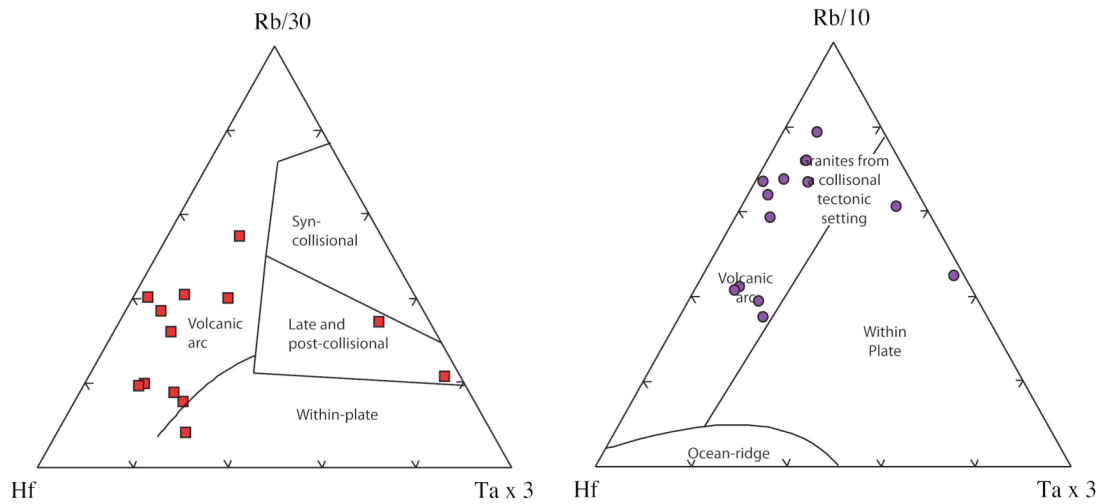 Rb/30
Syn-
collisional
Volcanic
arc
Late and
post-collisional
Within-plate
Hf
Ta x 3
Rb/10
ranites from
collisonal
tectonic
setting
Volcanic
arc
Within
Plate
Ocean-ridge
Hf
Ta x 3